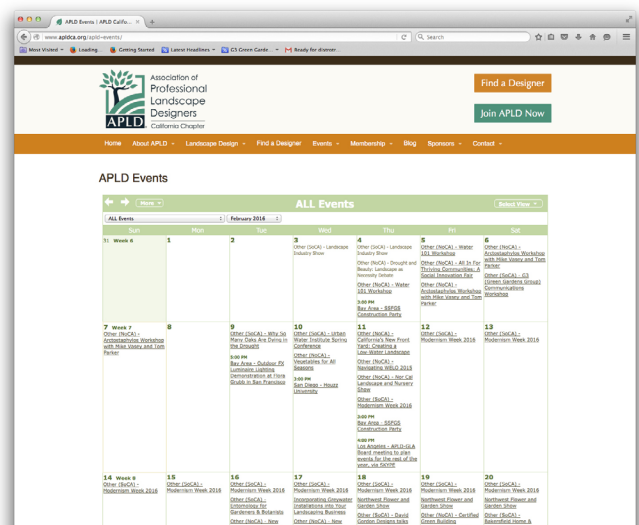 APLD Events | APLD Califo...
www.apldca.org/apld-events/
Search
Most Visited
Loading...
Getting Started
Latest Headlines
G3 Green Garde...
Ready for distrotr...
Association of
Professional
Landscape
Designers
APLD
California Chapter
Find a Designer
Join APLD Now
Home About APLD Landscape Design Find a Designer Events Membership Blog Sponsors Contact
APLD Events
More
ALL Events
Select View
ALL Events
February 2016
Sun Mon Tue Wed Thu Fri Sat
31 Week 6
1
2
3
Other (SoCA) - Landscape
Industry Show
4
Other (SoCA) - Landscape
Industry Show
Other (NoCA) - Drought and
Beauty: Landscape as
Necessity Debate
Other (NoCA) - Water
101 Workshop
3:00 PM
Bay Area - SSFGS
Construction Party
5
Other (NoCA) - Water
101 Workshop
Other (NoCA) - All In For
Thriving Communities: A
Social Innovation Fair
Other (NoCA) -
Arctostaphylos Workshop
with Mike Vasey and Tom
Parker
6
Other (NoCA) -
Arctostaphylos Workshop
with Mike Vasey and Tom
Parker
Other (SoCA) - G3
(Green Gardens Group)
Communications
Workshop
7 Week 7
Other (NoCA) -
Arctostaphylos Workshop
with Mike Vasey and Tom
Parker
8
9
Other (SoCA) - Why So
Many Oaks Are Dying in
the Drought
5:00 PM
Bay Area - Outdoor FX
Luminaire Lighting
Demonstration at Flora
Grubb in San Francisco
10
Other (SoCA) - Urban
Water Institute Spring
Conference
Other (NoCA) -
Vegetables for All
Seasons
3:00 PM
San Diego - Houzz
University
11
Other (NoCA) -
California's New Front
Yard: Creating a
Low-Water Landscape
Other (NoCA) -
Navigating WELO 2015
Other (NoCA) - Nor Cal
Landscape and Nursery
Show
Other (SoCA) -
Modernism Week 2016
3:00 PM
Bay Area - SSFGS
Construction Party
4:00 PM
Los Angeles - APLD-GLA
Board meeting to plan
events for the rest of the
year, via SKYPE
12
Other (SoCA) -
Modernism Week 2016
13
Other (SoCA) -
Modernism Week 2016
14 Week 8
Other (SoCA) -
Modernism Week 2016
15
Other (SoCA) -
Modernism Week 2016
16
Other (SoCA) -
Modernism Week 2016
Other (SoCA) -
Entomology for
Gardeners & Botanists
Other (NoCA) - New
17
Other (SoCA) -
Modernism Week 2016
Incorporating Greywater
Installations into Your
Landscaping Business
Other (NoCA) - New
18
Other (SoCA) -
Modernism Week 2016
Northwest Flower and
Garden Show
Other (SoCA) - David
Gordon Designs talks
19
Other (SoCA) -
Modernism Week 2016
Northwest Flower and
Garden Show
Other (NoCA) - Certified
Green Building
20
Other (SoCA) -
Modernism Week 2016
Northwest Flower and
Garden Show
Other (SoCA) -
Bakersfield Home &